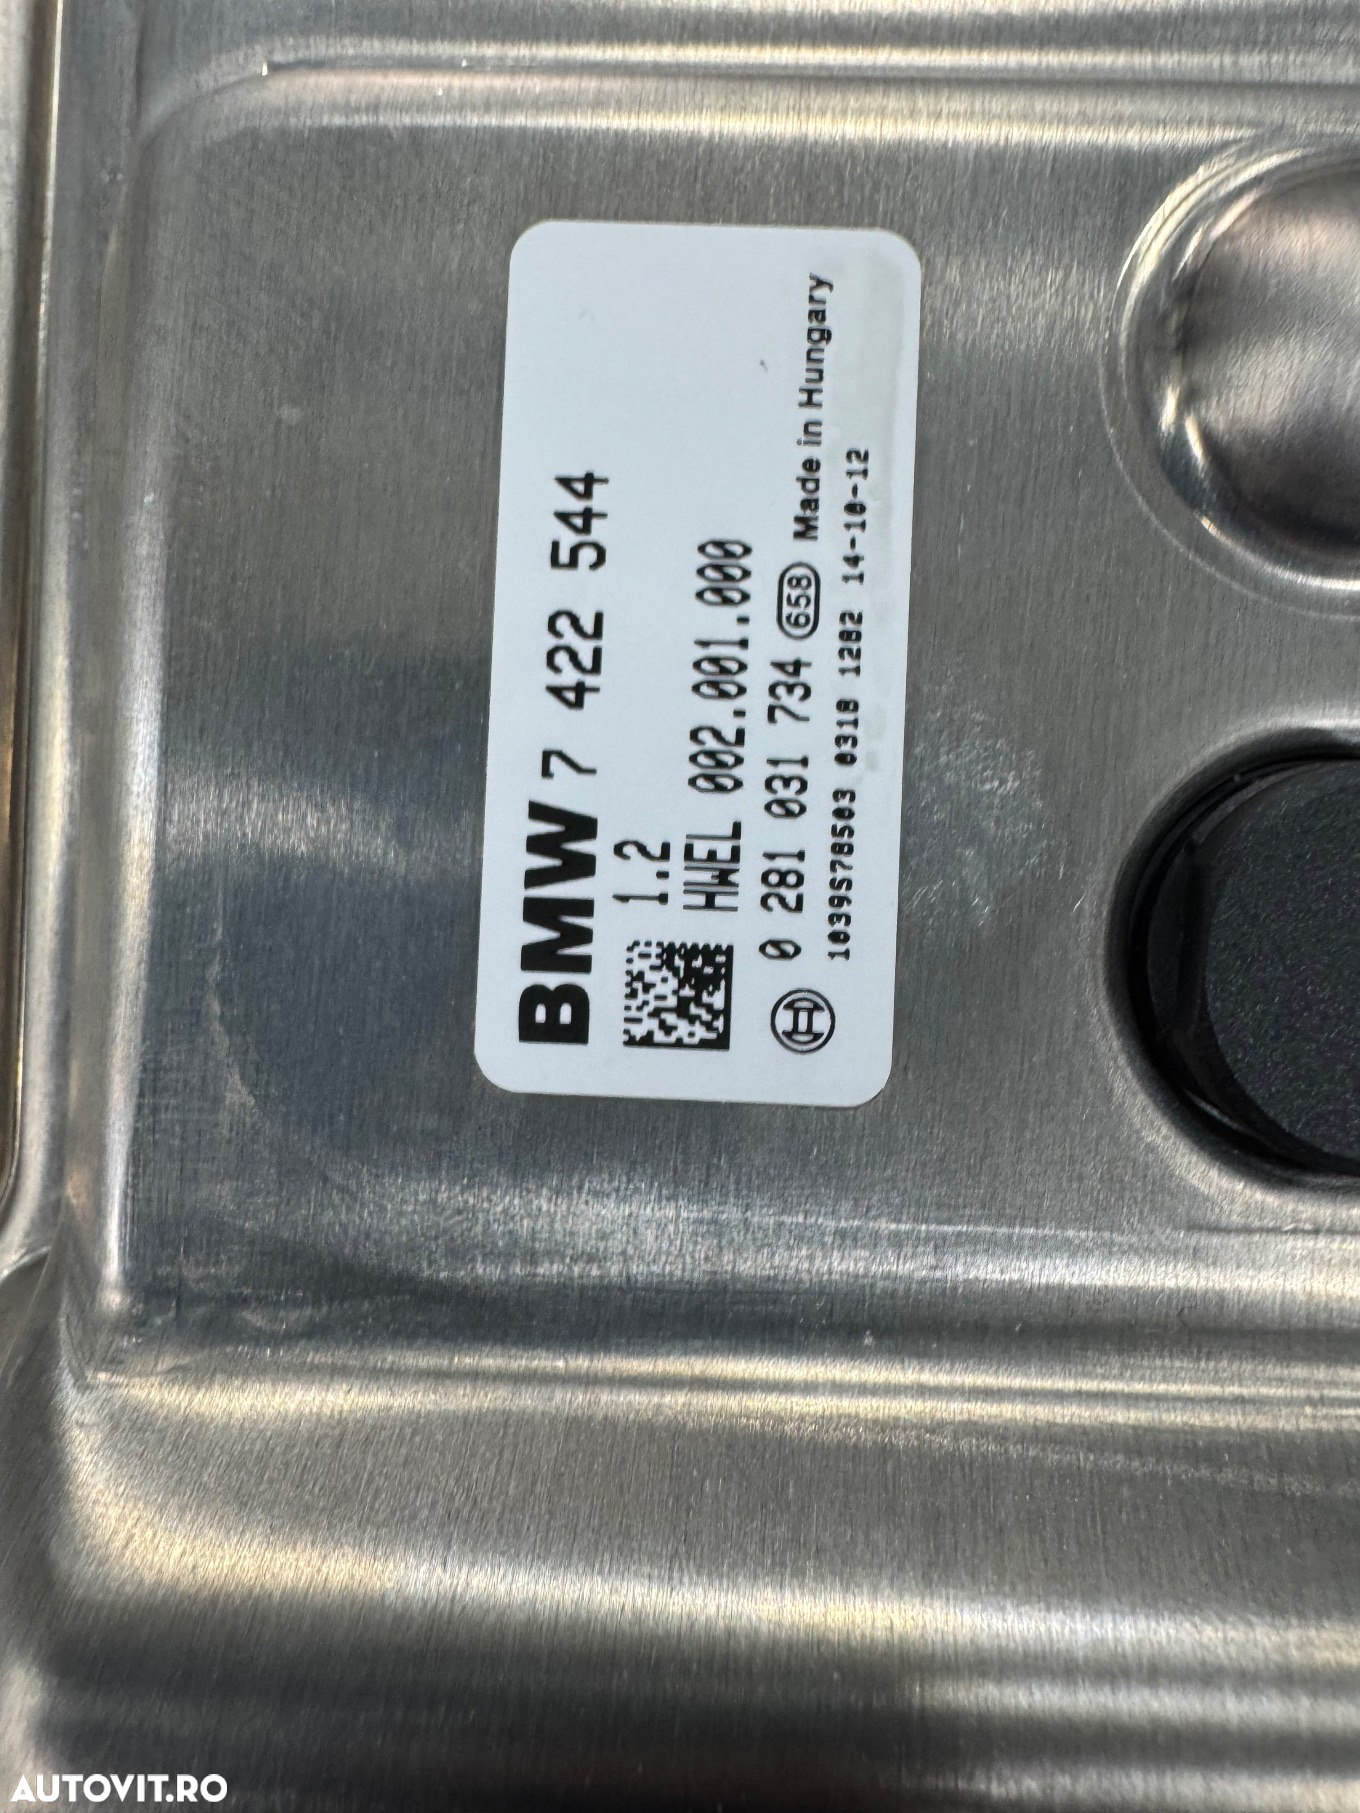 BMW 7 422 544
1.2
HWEL 002.001.000
0 281 031 734 658 Made in Hungary
1039S78503 0318 1202 14-10-12
AUTOVIT.RO